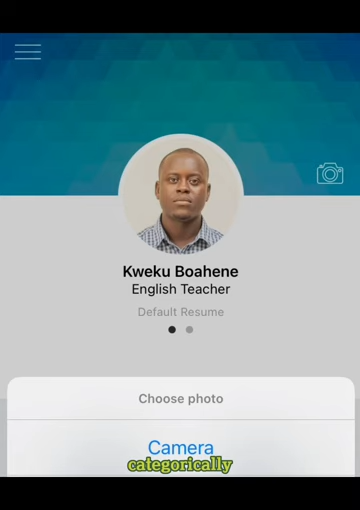 Kweku Boahene
English Teacher
Default Resume
Choose photo
Camera
categorically